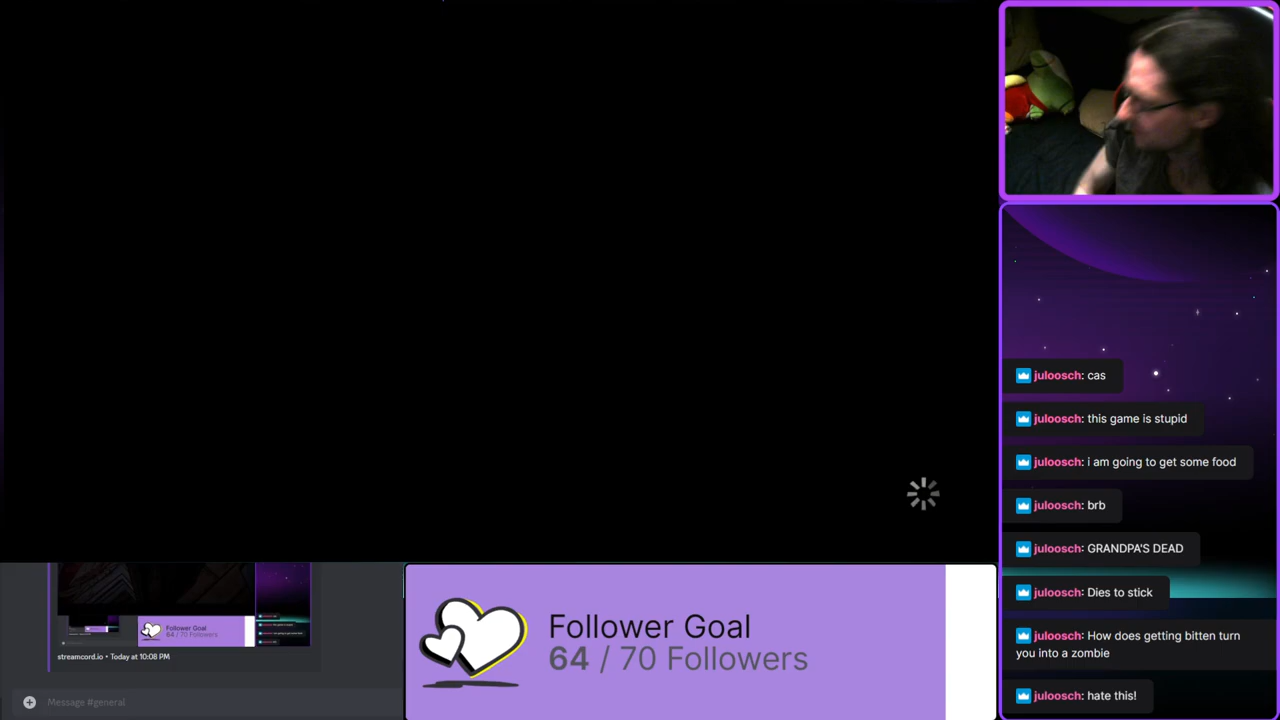 juloosch: cas
juloosch: this game is stupid
juloosch: i am going to get some food
juloosch: brb
juloosch: GRANDPA'S DEAD
juloosch: Dies to stick
juloosch: How does getting bitten turn
you into a zombie
juloosch: hate this!
Follower Goal
64 / 70 Followers
Follower Goal
64 / 70 Followers
streamcord.io • Today at 10:08 PM
Message #general